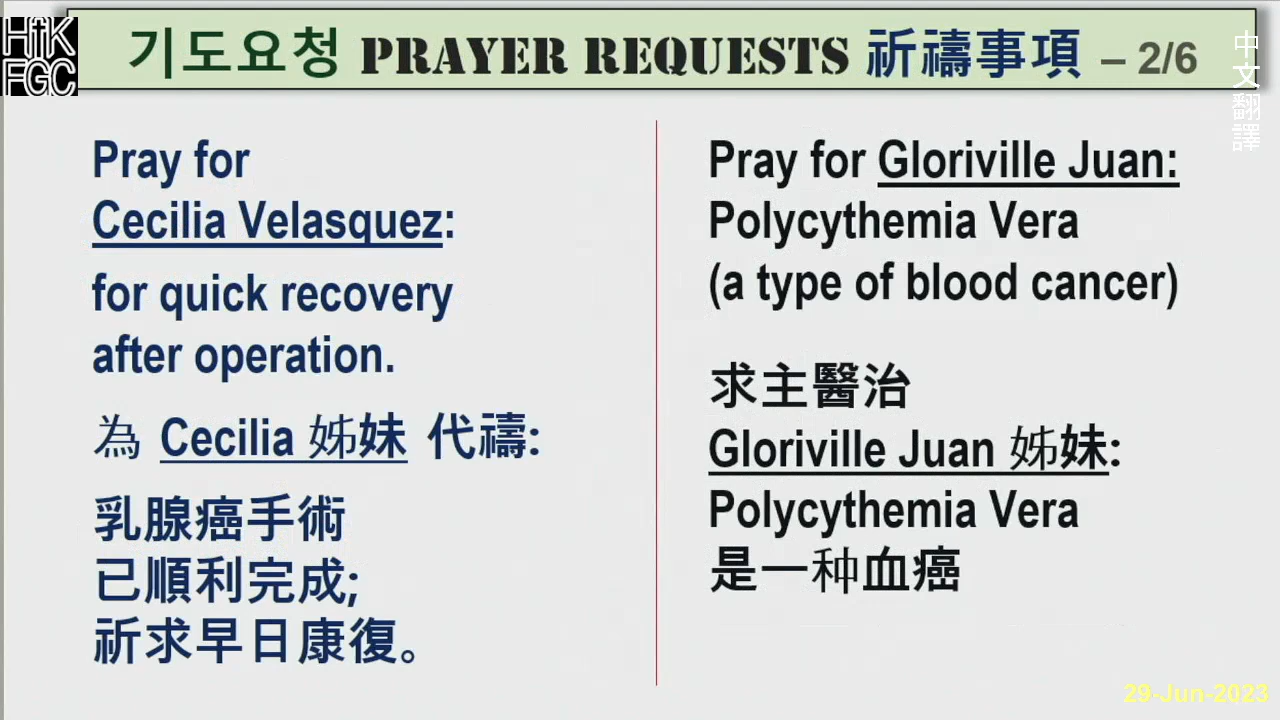 HfK
FGC
기도요청 PRAYER REQUESTS 祈禱事項 – 2/6
中文翻譯
Pray for
Cecilia Velasquez:
for quick recovery
after operation.
為 Cecilia 姊妹 代禱:
乳腺癌手術
已順利完成;
祈求早日康復。
Pray for Gloriville Juan:
Polycythemia Vera
(a type of blood cancer)
求主醫治
Gloriville Juan 姊妹:
Polycythemia Vera
是一种血癌
29-Jun-2023